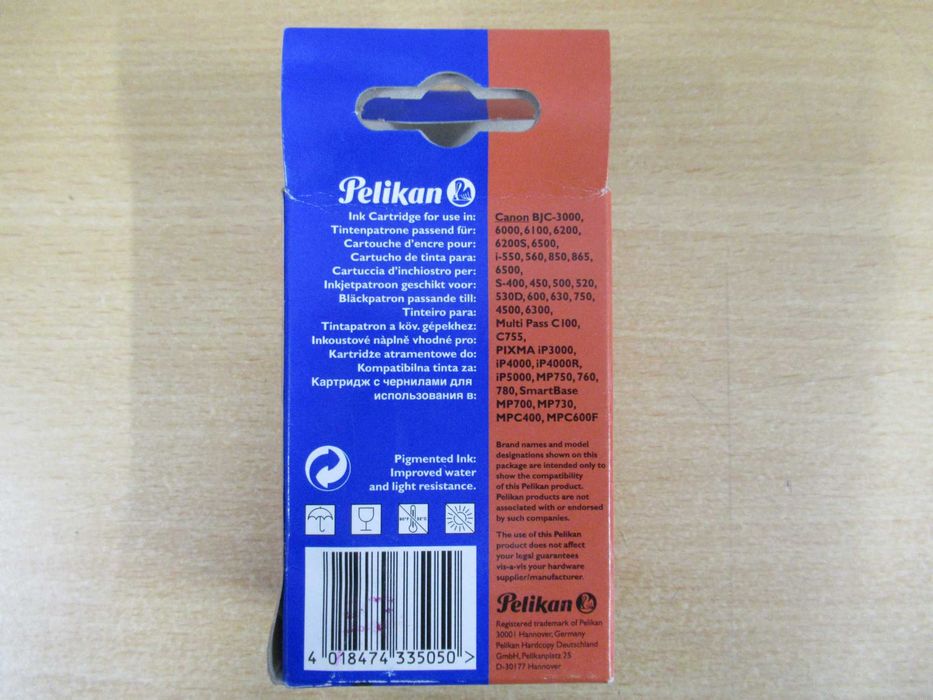 Pelikan
Ink Cartridge for use in:
Tintenpatrone passend für:
Cartouche d'encre pour:
Cartucho de tinta para:
Cartuccia d'inchiostro per:
Inkjetpatroon geschikt voor:
Bläckpatron passande till:
Tinteiro para:
Tintapatron a köv. gépekhez:
Inkoustové nàplně vhodné pro:
Kartridże atramentowe do:
Kompatibilna tinta za:
Картридж с чернилами для
использования в:
Pigmented Ink:
Improved water
and light resistance.
4 018474 335050 >
Canon BJC-3000,
6000, 6100, 6200,
6200S, 6500,
i-550, 560, 850, 865,
6500,
S-400, 450, 500, 520,
530D, 600, 630, 750,
4500, 6300,
Multi Pass C100,
C755,
PIXMA iP3000,
iP4000, iP4000R,
iP5000, MP750, 760,
780, SmartBase
MP700, MP730,
MPC400, MPC600F
Brand names and model
designations shown on this
package are intended only to
show the compatibility
of this Pelikan product.
Pelikan products are not
associated with or endorsed
by such companies.
The use of this Pelikan
product does not affect
your legal guarantees
vis-a-vis your hardware
supplier/manufacturer.
Pelikan
Registered trademark of Pelikan
30001 Hannover, Germany
Pelikan Hardcopy Deutschland
GmbH, Pelikanplatz 25
D-30177 Hannover